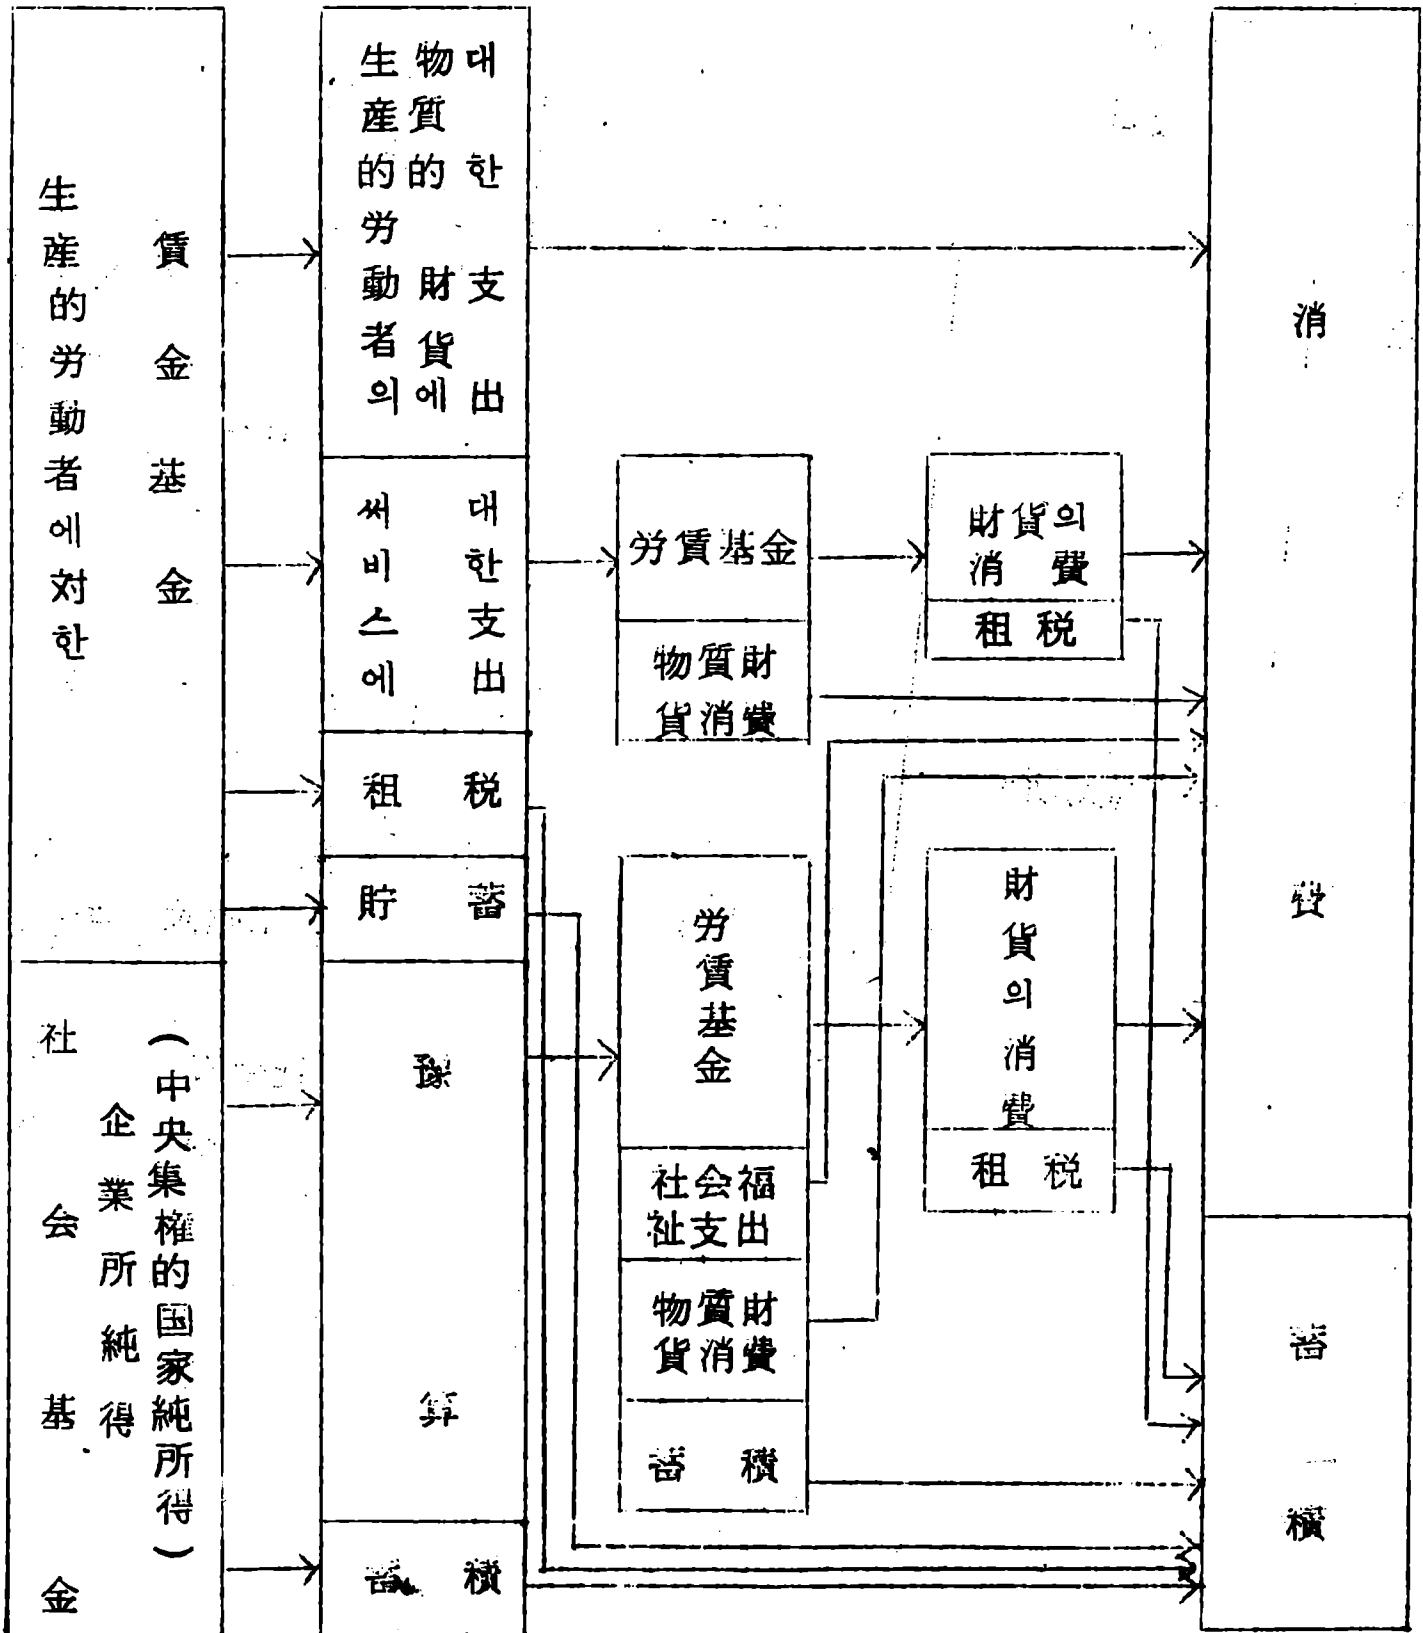 生産的労動者에対한
賃金基金
社会基金
企業所純得
(中央集権的国家純所得)
生産的労動者의
物質的財貨에
대한支出
써비스에
대한支出
租税
貯蓄
豫算
蓄積
労賃基金
物質財
貨消費
労賃基金
社会福
祉支出
物質財
貨消費
蓄積
財貨의
消費
租税
財貨의消費
租税
消費
蓄積